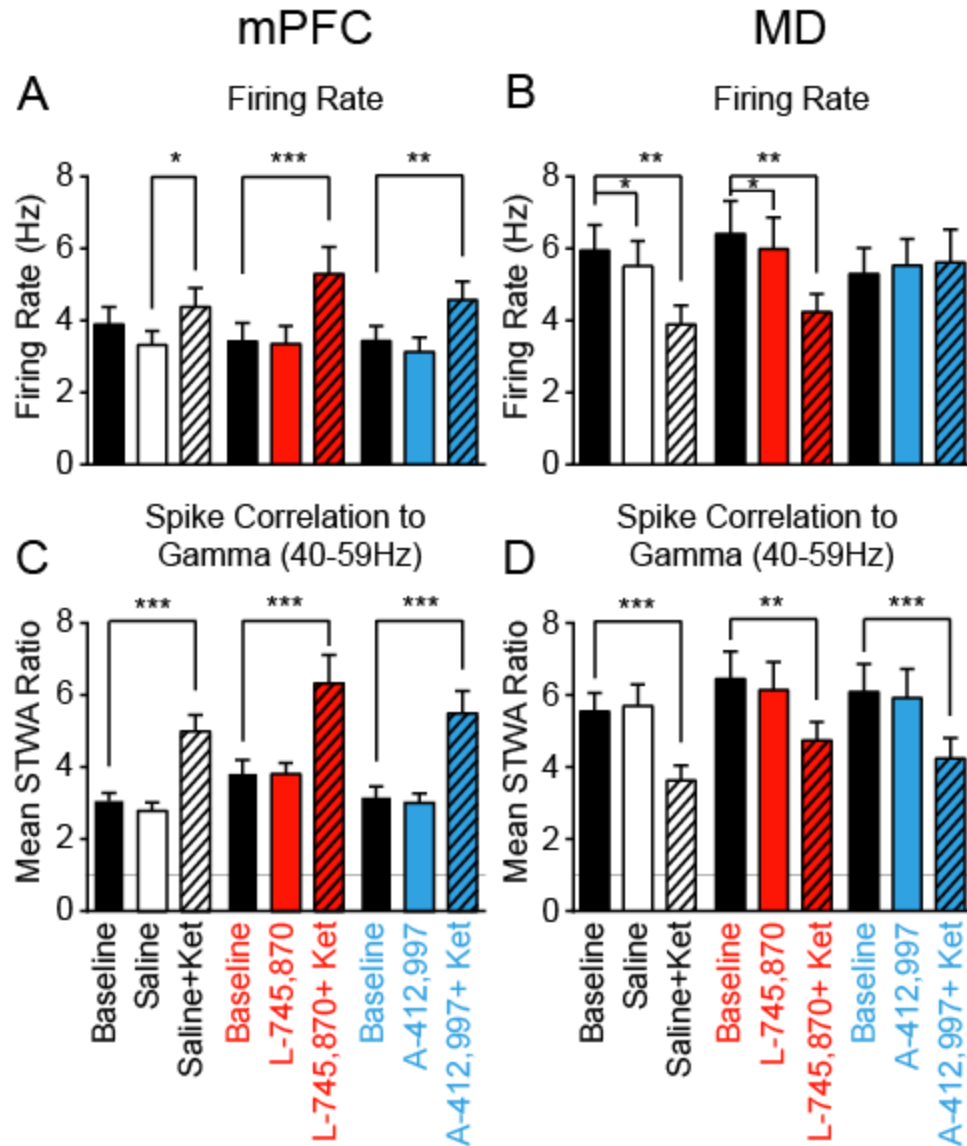 mPFC
MD
A
Firing Rate
B
Firing Rate
*
***
**
**
*
**
*
Firing Rate (Hz)
8
6
4
2
0
Firing Rate (Hz)
8
6
4
2
0
C
Spike Correlation to
Gamma (40-59Hz)
D
Spike Correlation to
Gamma (40-59Hz)
***
***
***
***
**
***
Mean STWA Ratio
8
6
4
2
0
Mean STWA Ratio
8
6
4
2
0
Baseline
Saline
Saline+Ket
Baseline
L-745,870
L-745,870+ Ket
Baseline
A-412,997
A-412,997+ Ket
Baseline
Saline
Saline+Ket
Baseline
L-745,870
L-745,870+ Ket
Baseline
A-412,997
A-412,997+ Ket